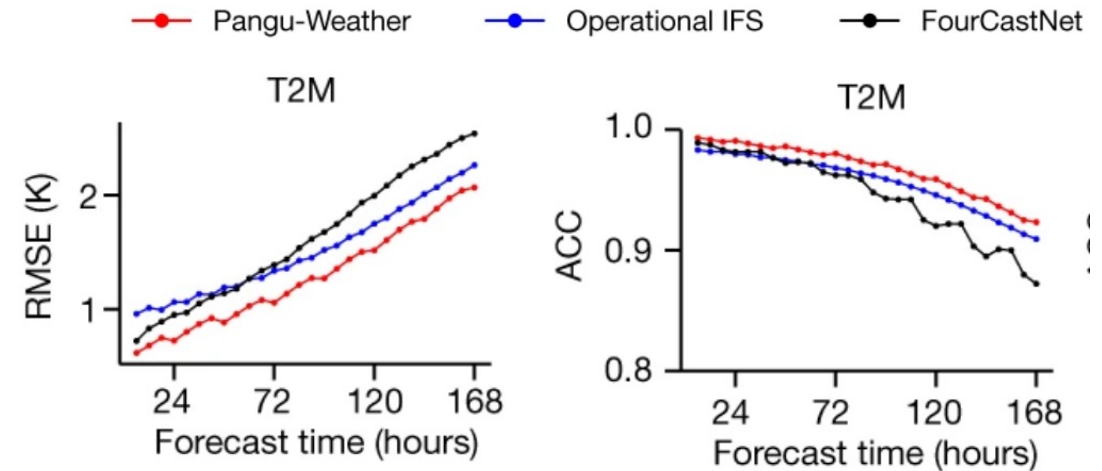 Pangu-Weather Operational IFS FourCastNet
T2M
RMSE (K)
2
1
24 72 120 168
Forecast time (hours)
T2M
ACC
1.0
0.9
0.8
24 72 120 168
Forecast time (hours)